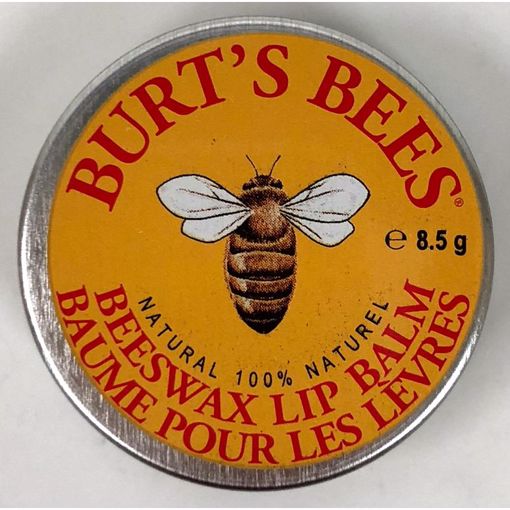 BURT'S BEES®
℮ 8.5 g
NATURAL 100% NATUREL
BEESWAX LIP BALM
BAUME POUR LES LÈVRES